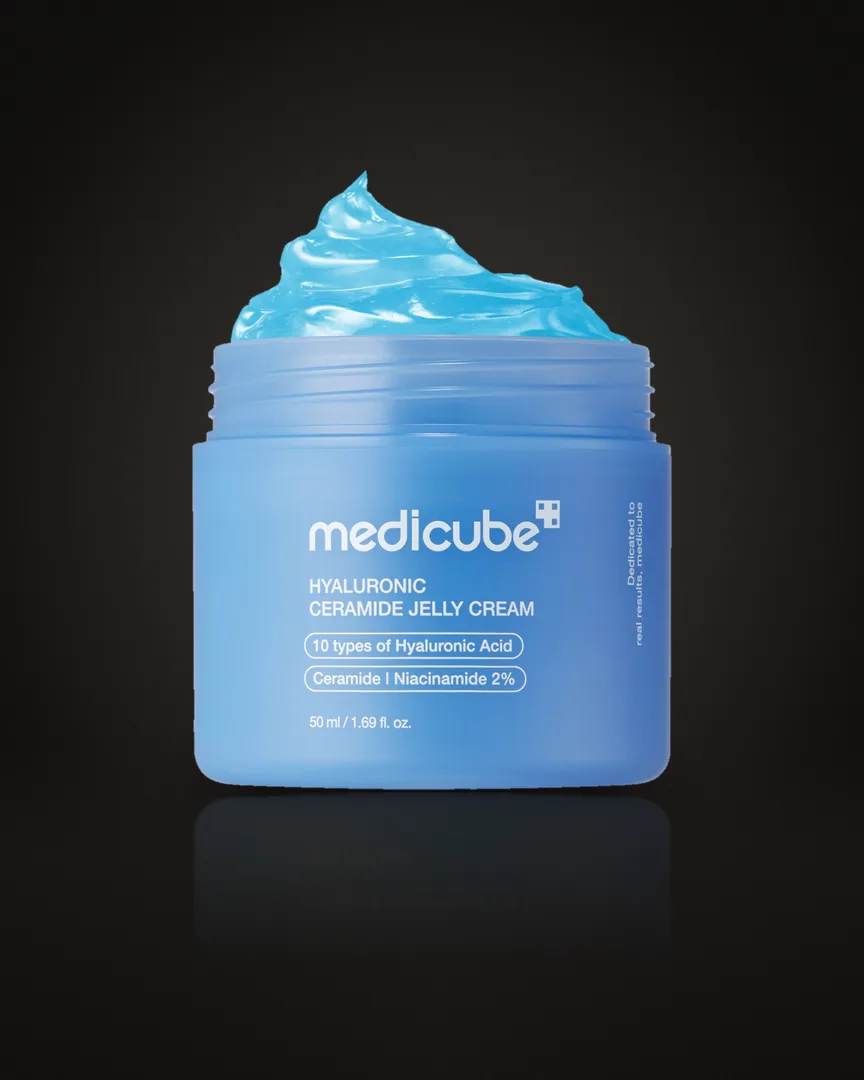 medicube
HYALURONIC
CERAMIDE JELLY CREAM
10 types of Hyaluronic Acid
Ceramide | Niacinamide 2%
50 ml / 1.69 fl. oz.
Dedicated to
real results, medicube